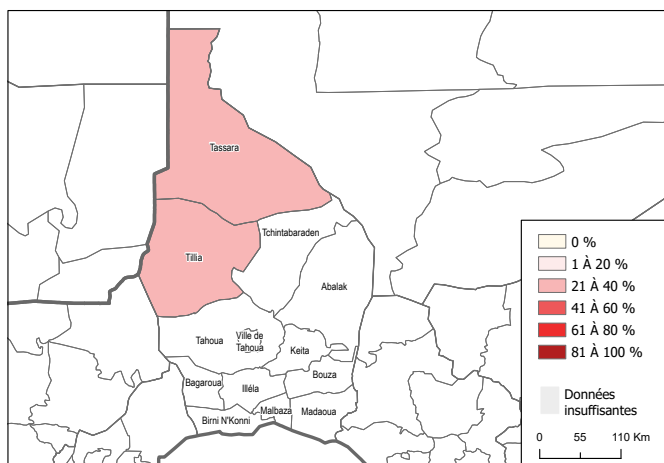 Tassara
Tchintabaraden
Tillia
Abalak
Tahoua
Ville de
Tahoua
Keita
Bouza
Bagaroua
Illéla
Malbaza
Madaoua
Birni N'Konni
0 %
1 À 20 %
21 À 40 %
41 À 60 %
61 À 80 %
81 À 100 %
Données
insuffisantes
0 55 110 Km